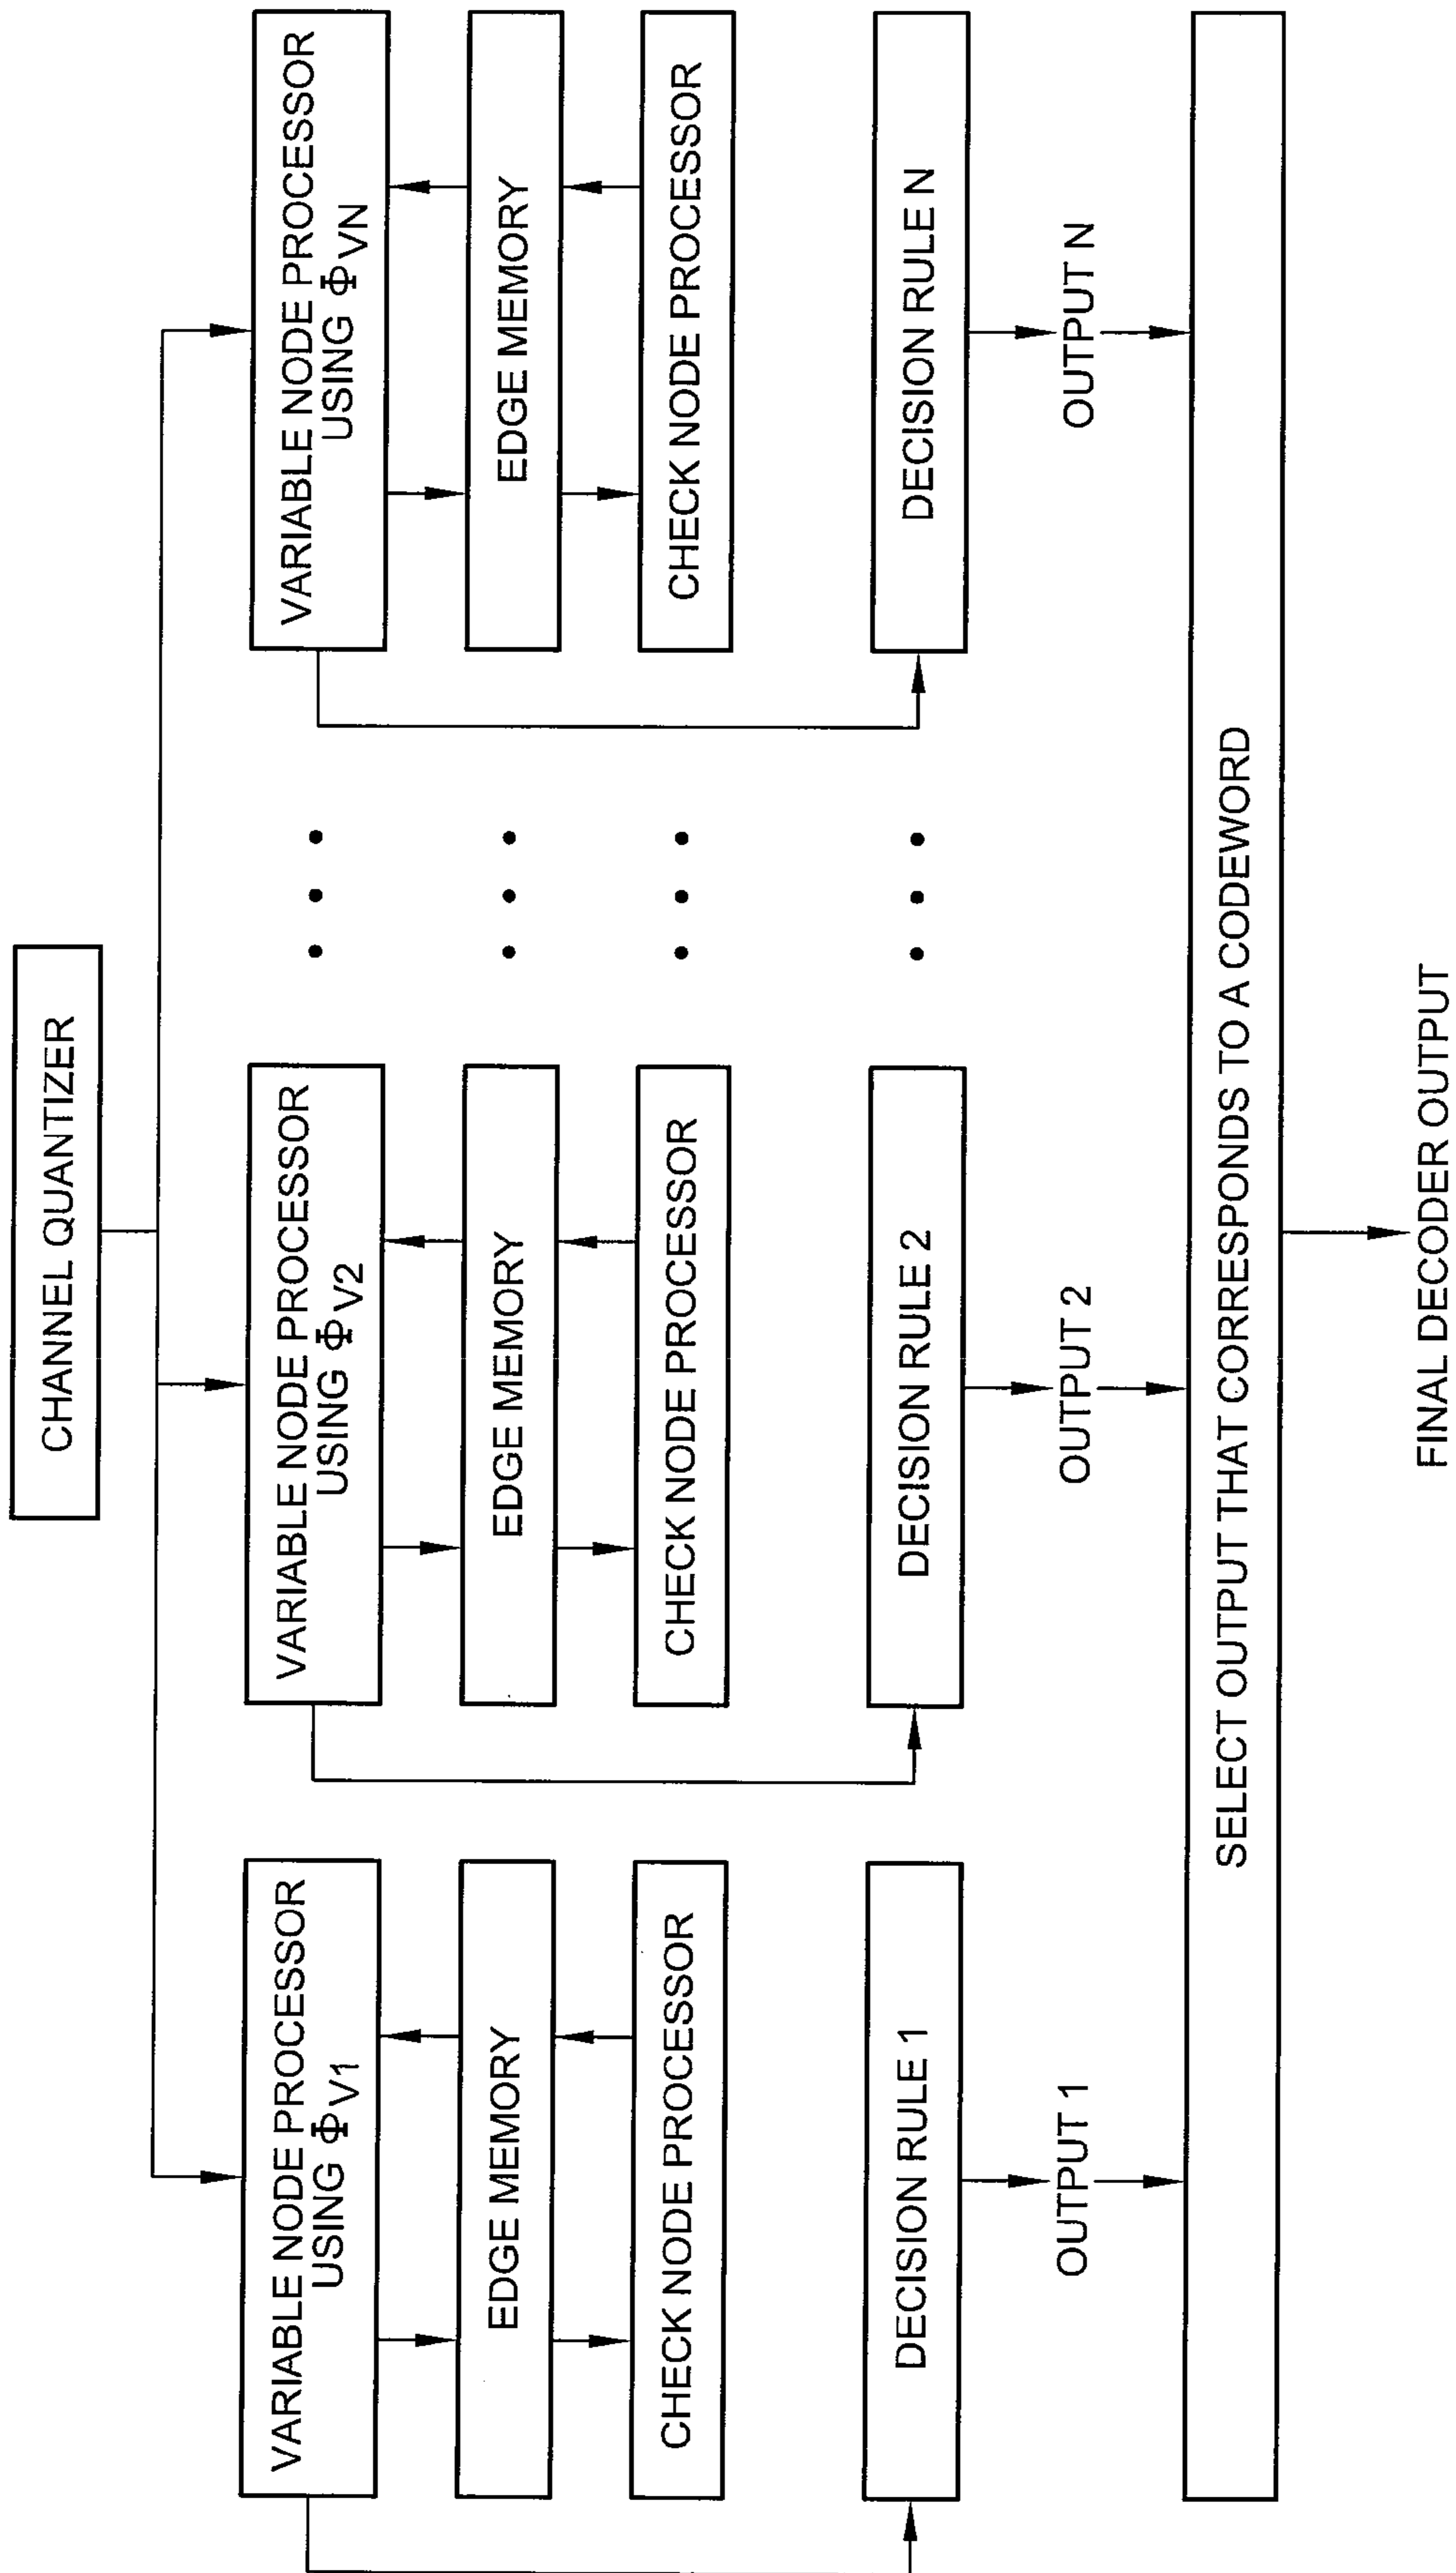 CHANNEL QUANTIZER
VARIABLE NODE PROCESSOR
USING ΦV1
EDGE MEMORY
CHECK NODE PROCESSOR
DECISION RULE 1
OUTPUT 1
VARIABLE NODE PROCESSOR
USING ΦV2
EDGE MEMORY
CHECK NODE PROCESSOR
DECISION RULE 2
OUTPUT 2
VARIABLE NODE PROCESSOR
USING ΦVN
EDGE MEMORY
CHECK NODE PROCESSOR
DECISION RULE N
OUTPUT N
SELECT OUTPUT THAT CORRESPONDS TO A CODEWORD
FINAL DECODER OUTPUT